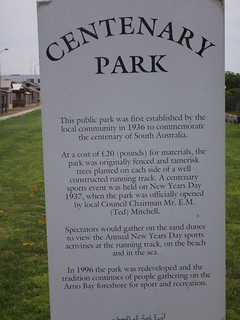 CENTENARY
PARK
This public park was first established by the
local community in 1936 to commemorate
the centenary of South Australia.
At a cost of £20 (pounds) for materials, the
park was originally fenced and tamerisk
trees planted on each side of a well
constructed running track. A centenary
sports event was held on New Years Day
1937, when the park was officially opened
by local Council Chairman Mr. E.M.
(Ted) Mitchell.
Spectators would gather on the sand dunes
to view the Annual New Years Day sports
activities at the running track, on the beach
and in the sea.
In 1996 the park was redeveloped and the
tradition continues of people gathering on the
Arno Bay foreshore for sport and recreation.